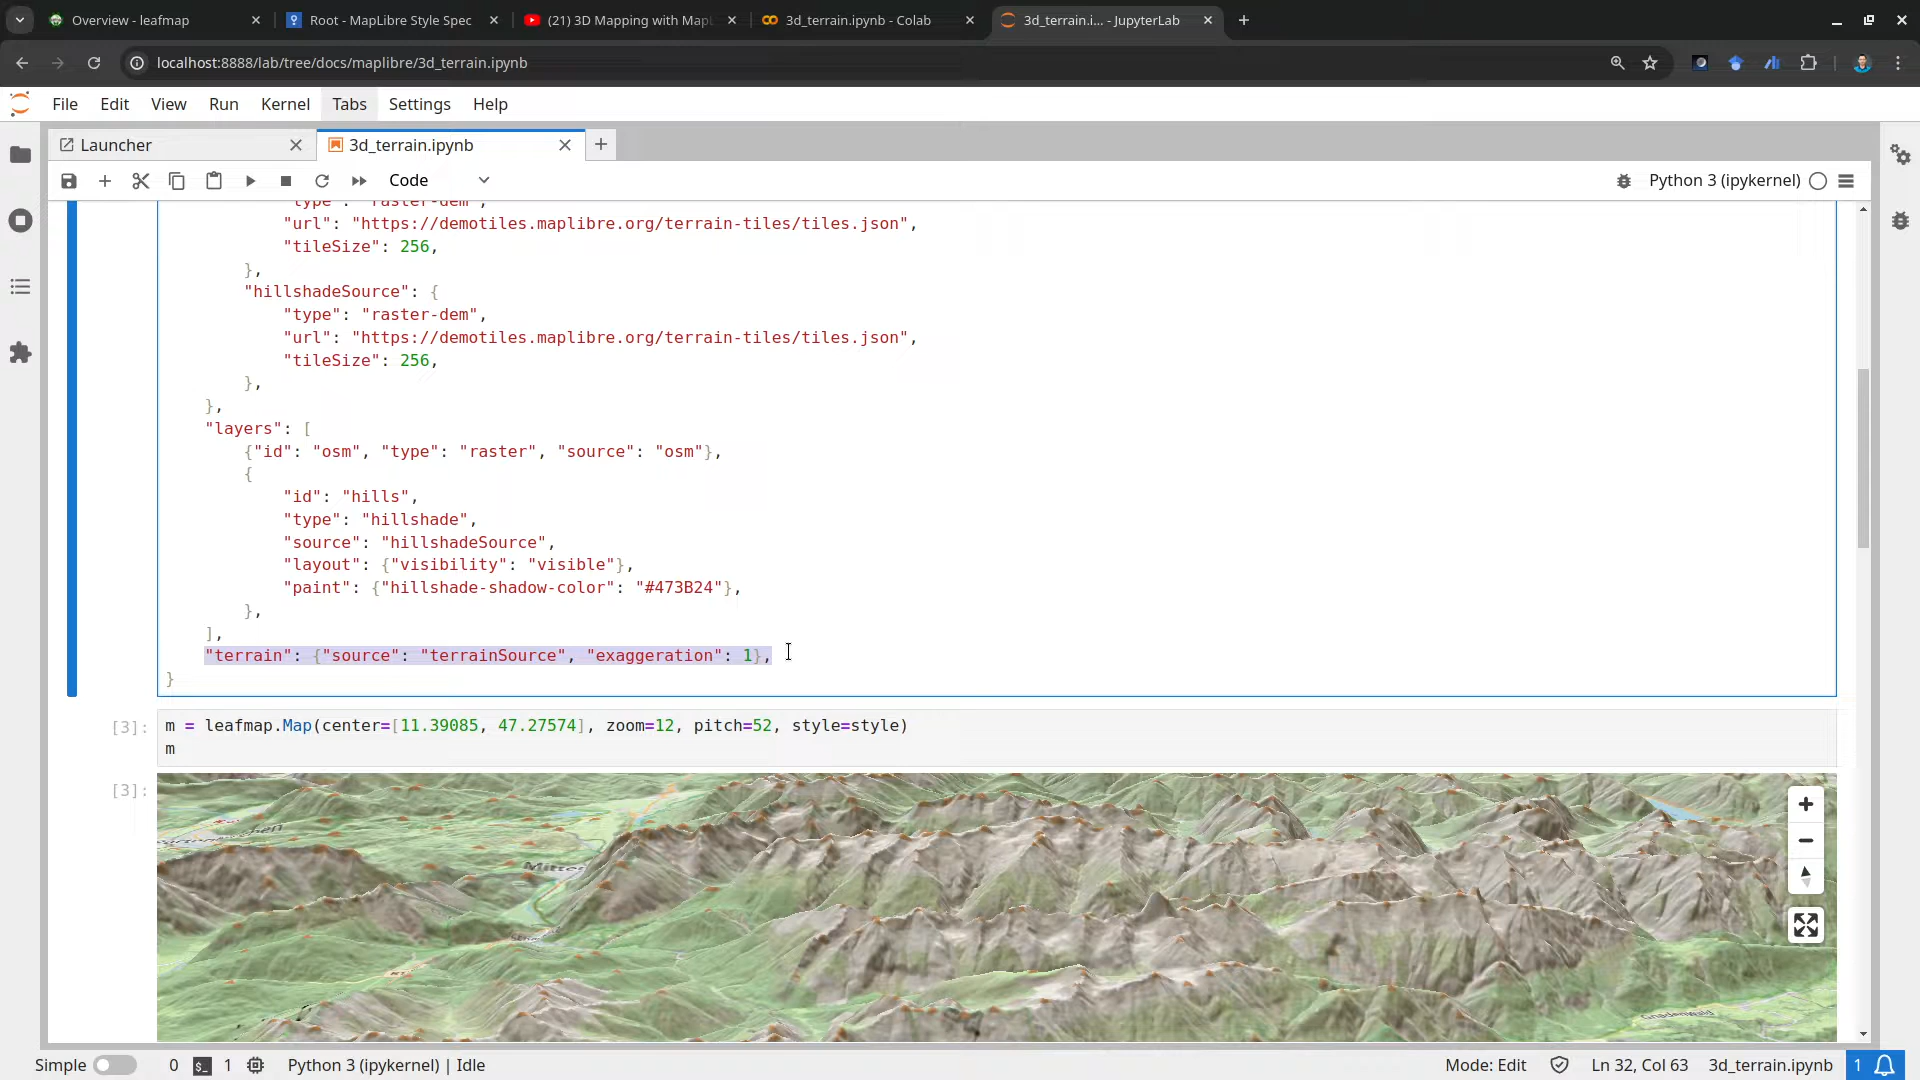 Overview - leafmap
Root - MapLibre Style Spec
(21) 3D Mapping with MapL
3d_terrain.ipynb - Colab
3d_terrain.i... - JupyterLab
localhost:8888/lab/tree/docs/maplibre/3d_terrain.ipynb
File Edit View Run Kernel Tabs Settings Help
Launcher
3d_terrain.ipynb
Code
Python 3 (ipykernel)
"type": "raster-dem",
"url": "https://demotiles.maplibre.org/terrain-tiles/tiles.json",
"tileSize": 256,
},
"hillshadeSource": {
"type": "raster-dem",
"url": "https://demotiles.maplibre.org/terrain-tiles/tiles.json",
"tileSize": 256,
},
},
"layers": [
{"id": "osm", "type": "raster", "source": "osm"},
{
"id": "hills",
"type": "hillshade",
"source": "hillshadeSource",
"layout": {"visibility": "visible"},
"paint": {"hillshade-shadow-color": "#473B24"},
},
],
"terrain": {"source": "terrainSource", "exaggeration": 1},
}
[3]: m = leafmap.Map(center=[11.39085, 47.27574], zoom=12, pitch=52, style=style)
m
[3]:
Simple 0 1 Python 3 (ipykernel) | Idle Mode: Edit Ln 32, Col 63 3d_terrain.ipynb 1